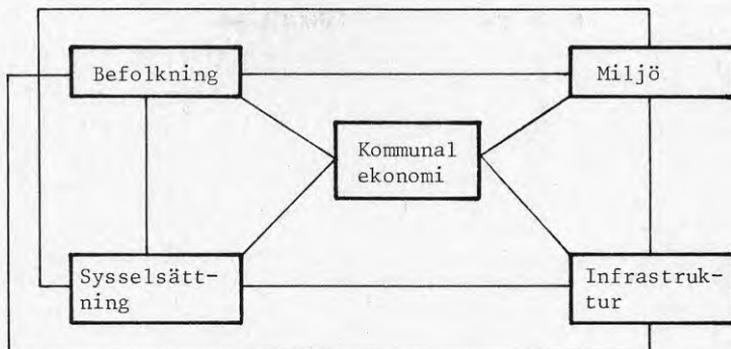 Befolkning
Miljö
Kommunal
ekonomi
Sysselsätt-
ning
Infrastruk-
tur